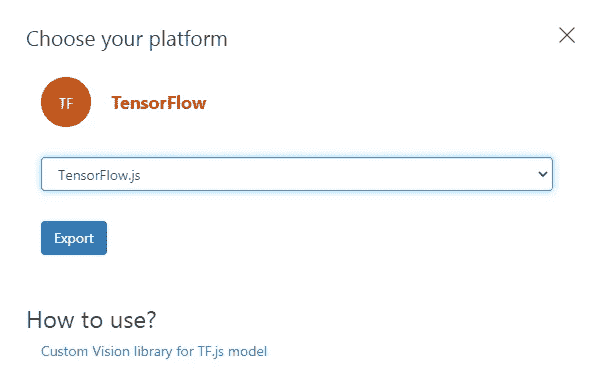 Choose your platform
TF
TensorFlow
TensorFlow.js
Export
How to use?
Custom Vision library for TF.js model